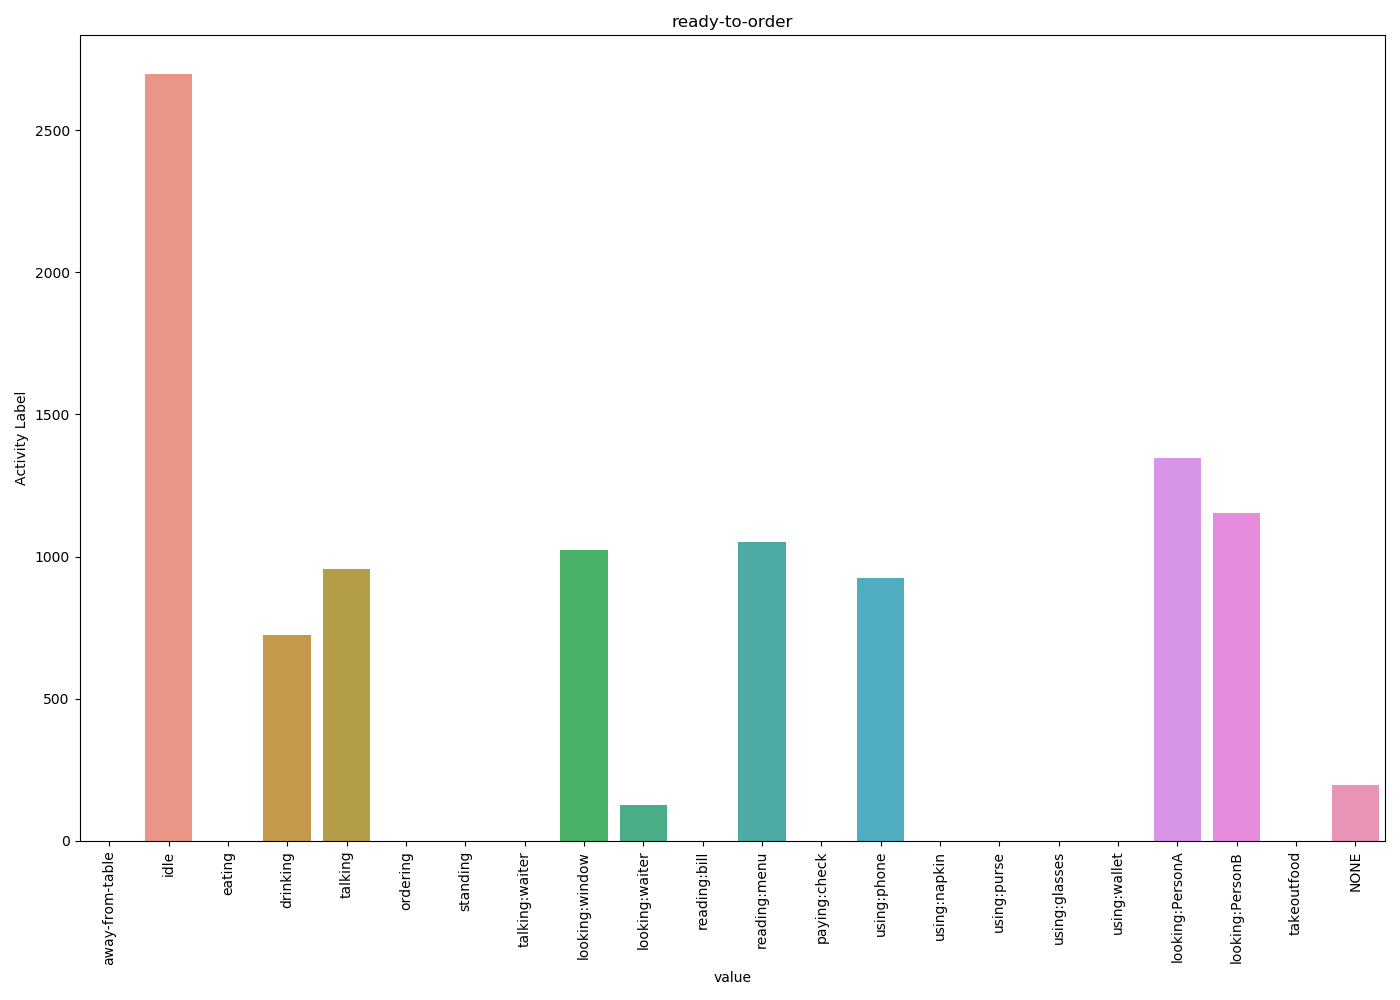 ready-to-order
2500
2000
1500
1000
500
0
Activity Label
away-from-table
idle
eating
drinking
talking
ordering
standing
talking:waiter
looking:window
looking:waiter
reading:bill
reading:menu
paying:check
using:phone
using:napkin
using:purse
using:glasses
using:wallet
looking:PersonA
looking:PersonB
takeoutfood
NONE
value